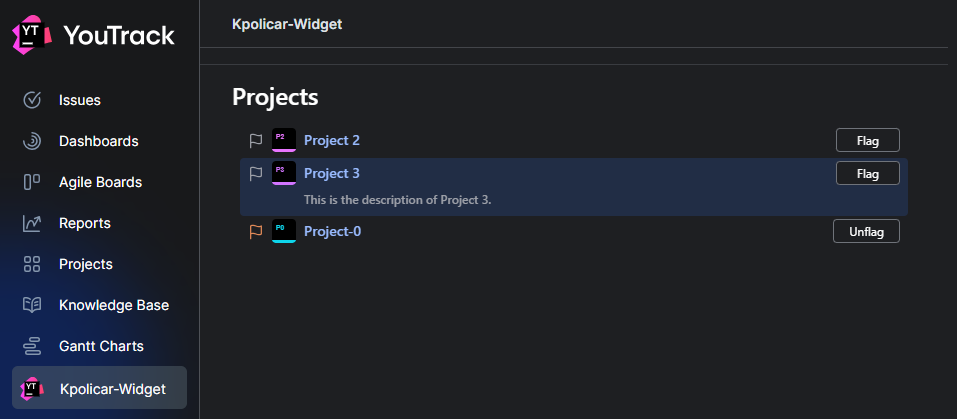 YT YouTrack
Issues
Dashboards
Agile Boards
Reports
Projects
Knowledge Base
Gantt Charts
YT Kpolicar-Widget
Kpolicar-Widget
Projects
P2 Project 2 Flag
P3 Project 3 Flag
This is the description of Project 3.
P0 Project-0 Unflag